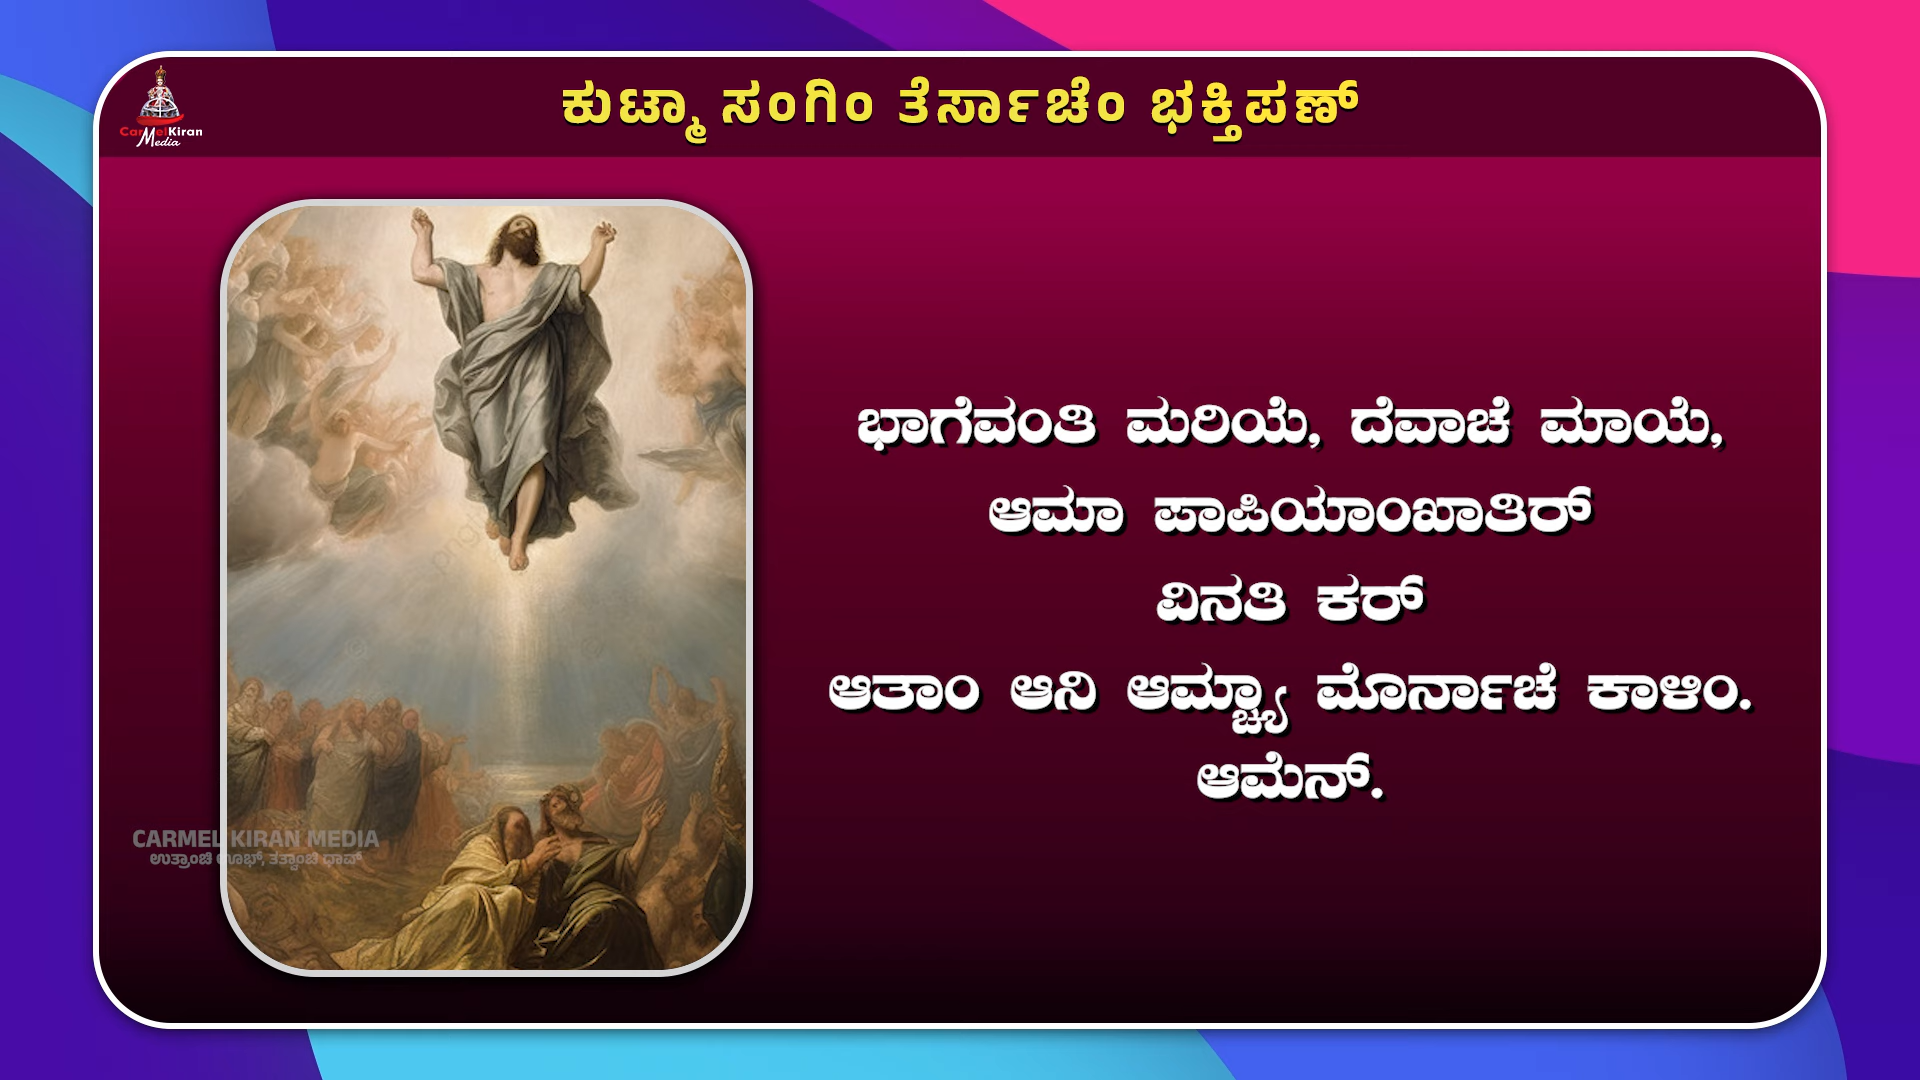 ಕುಟ್ಮಾ ಸಂಗಿಂ ತೆರ್ಸಾಚೆಂ ಭಕ್ತಿಪಣ್
CarmelKiran
Media
ಭಾಗೆವಂತಿ ಮರಿಯೆ, ದೆವಾಚೆ ಮಾಯೆ,
ಆಮಾ ಪಾಪಿಯಾಂಖಾತಿರ್
ವಿನತಿ ಕರ್
ಆತಾಂ ಆನಿ ಆಮ್ಚ್ಯಾ ಮೊರ್ನಾಚೆ ಕಾಳಿಂ.
ಆಮೆನ್.
CARMEL KIRAN MEDIA